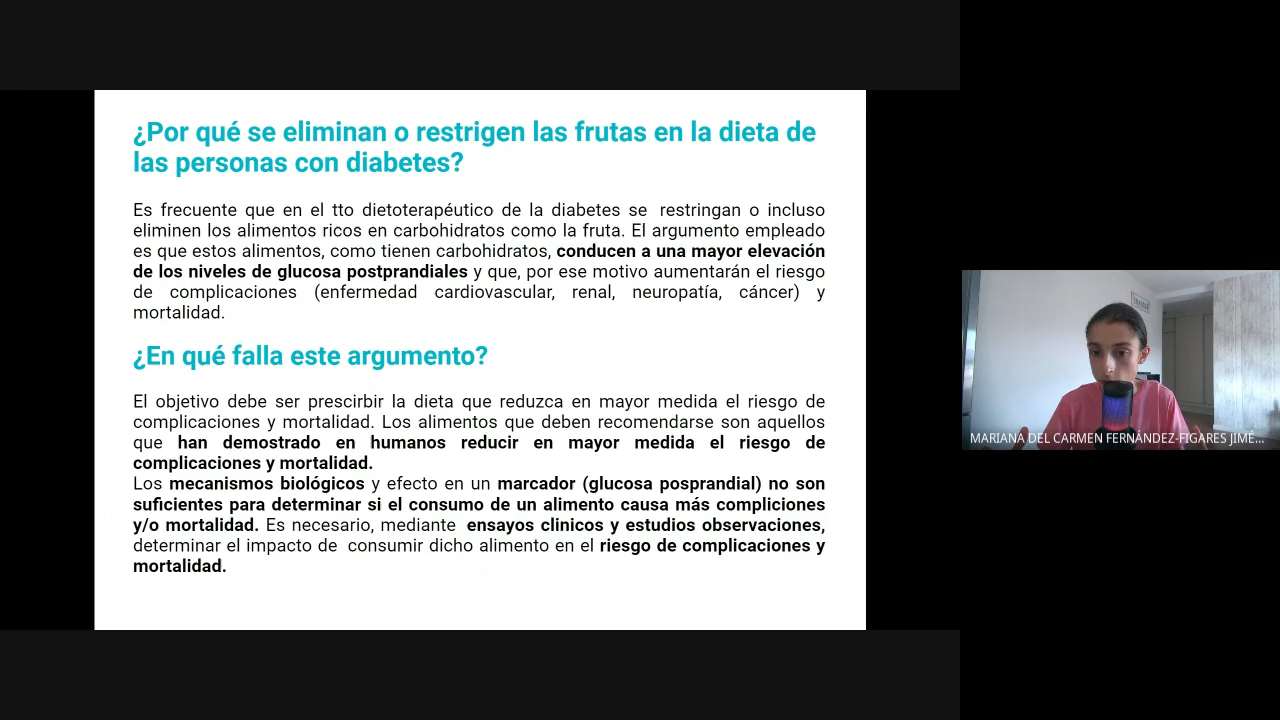 ¿Por qué se eliminan o restrigen las frutas en la dieta de
las personas con diabetes?
Es frecuente que en el tto dietoterapéutico de la diabetes se restringan o incluso
eliminen los alimentos ricos en carbohidratos como la fruta. El argumento empleado
es que estos alimentos, como tienen carbohidratos, conducen a una mayor elevación
de los niveles de glucosa postprandiales y que, por ese motivo aumentarán el riesgo
de complicaciones (enfermedad cardiovascular, renal, neuropatía, cáncer) y
mortalidad.
¿En qué falla este argumento?
El objetivo debe ser prescirbir la dieta que reduzca en mayor medida el riesgo de
complicaciones y mortalidad. Los alimentos que deben recomendarse son aquellos
que han demostrado en humanos reducir en mayor medida el riesgo de
complicaciones y mortalidad.
Los mecanismos biológicos y efecto en un marcador (glucosa posprandial) no son
suficientes para determinar si el consumo de un alimento causa más compliciones
y/o mortalidad. Es necesario, mediante ensayos clinicos y estudios observaciones,
determinar el impacto de consumir dicho alimento en el riesgo de complicaciones y
mortalidad.
MARIANA DEL CARMEN FERNÁNDEZ-FIGARES JIMÉ...